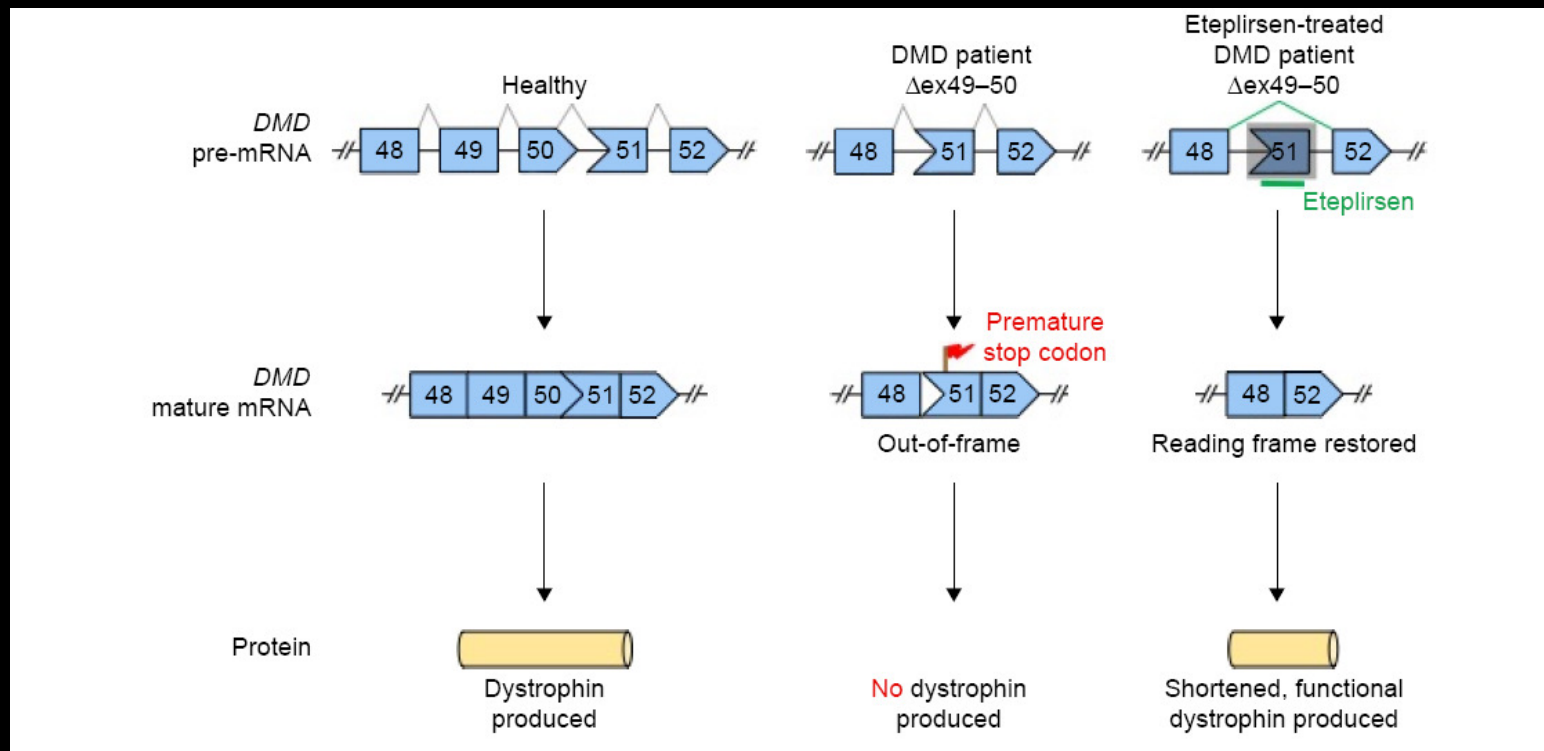 Healthy
DMD patient
Δex49–50
Eteplirsen-treated
DMD patient
Δex49–50
DMD
pre-mRNA
48 49 50 51 52
48 51 52
48 51 52
Eteplirsen
Premature
stop codon
DMD
mature mRNA
48 49 50 51 52
48 51 52
48 52
Out-of-frame
Reading frame restored
Protein
Dystrophin
produced
No dystrophin
produced
Shortened, functional
dystrophin produced